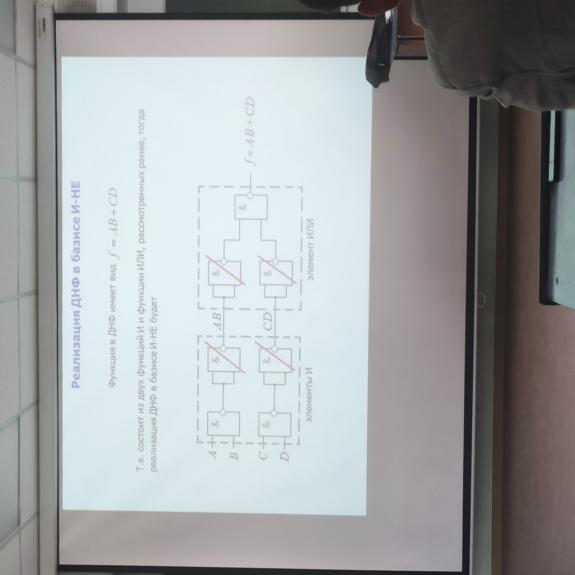 Реализация ДНФ в базисе И-НЕ
Функция в ДНФ имеет вид f = AB + CD
Т.е. состоит из двух функций И и функции ИЛИ, рассмотренных ранее, тогда
реализация ДНФ в базисе И-НЕ будет
A
B
C
D
&
&
&
&
AB
CD
&
&
&
f = AB + CD
элементы И
элемент ИЛИ